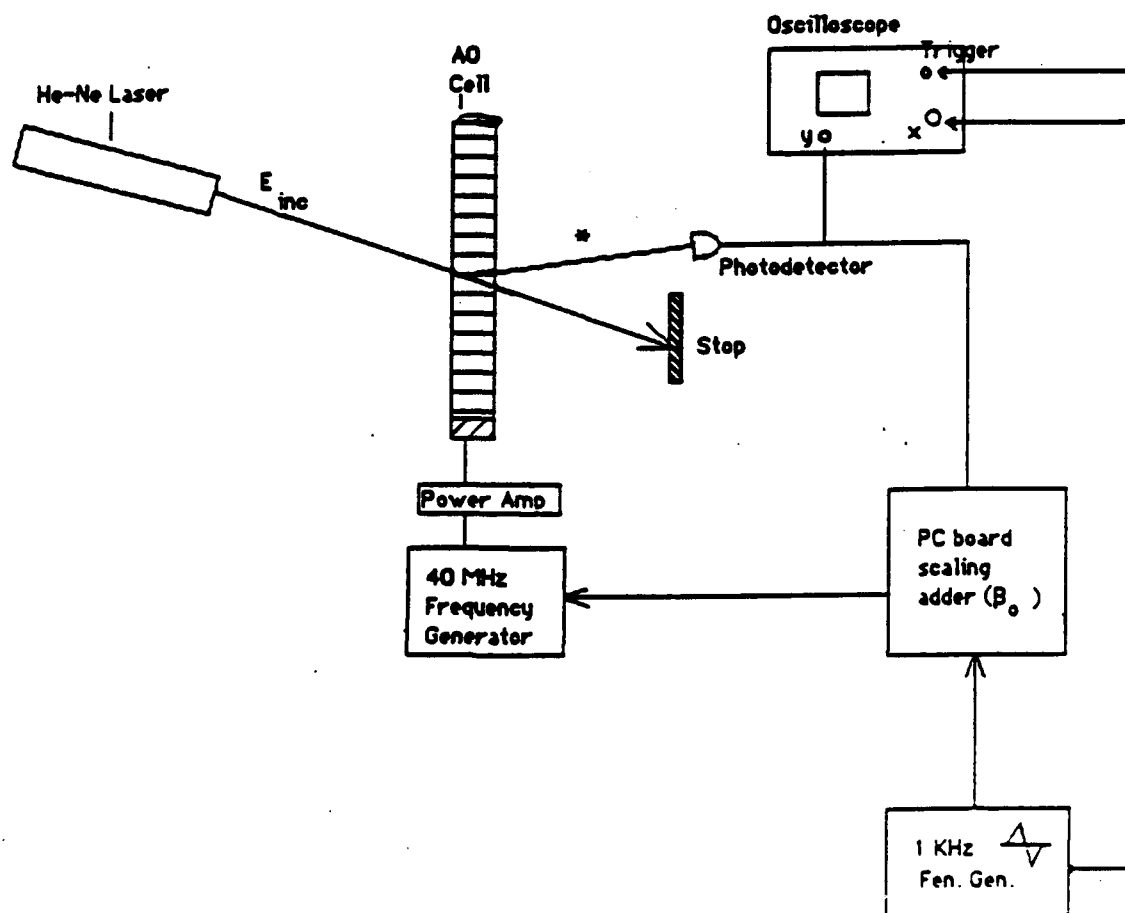 Oscilloscope
Trigger
AO
Cell
He-Ne Laser
x
y
E inc
*
Photodetector
Stop
Power Amp
40 MHz
Frequency
Generator
PC board
scaling
adder (β₀)
1 KHz
Fen. Gen.